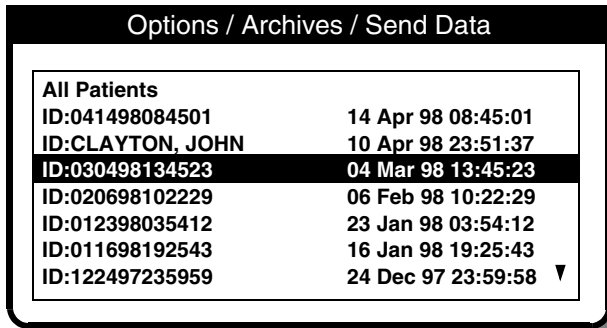 Options / Archives / Send Data
All Patients
ID:041498084501 14 Apr 98 08:45:01
ID:CLAYTON, JOHN 10 Apr 98 23:51:37
ID:030498134523 04 Mar 98 13:45:23
ID:020698102229 06 Feb 98 10:22:29
ID:012398035412 23 Jan 98 03:54:12
ID:011698192543 16 Jan 98 19:25:43
ID:122497235959 24 Dec 97 23:59:58